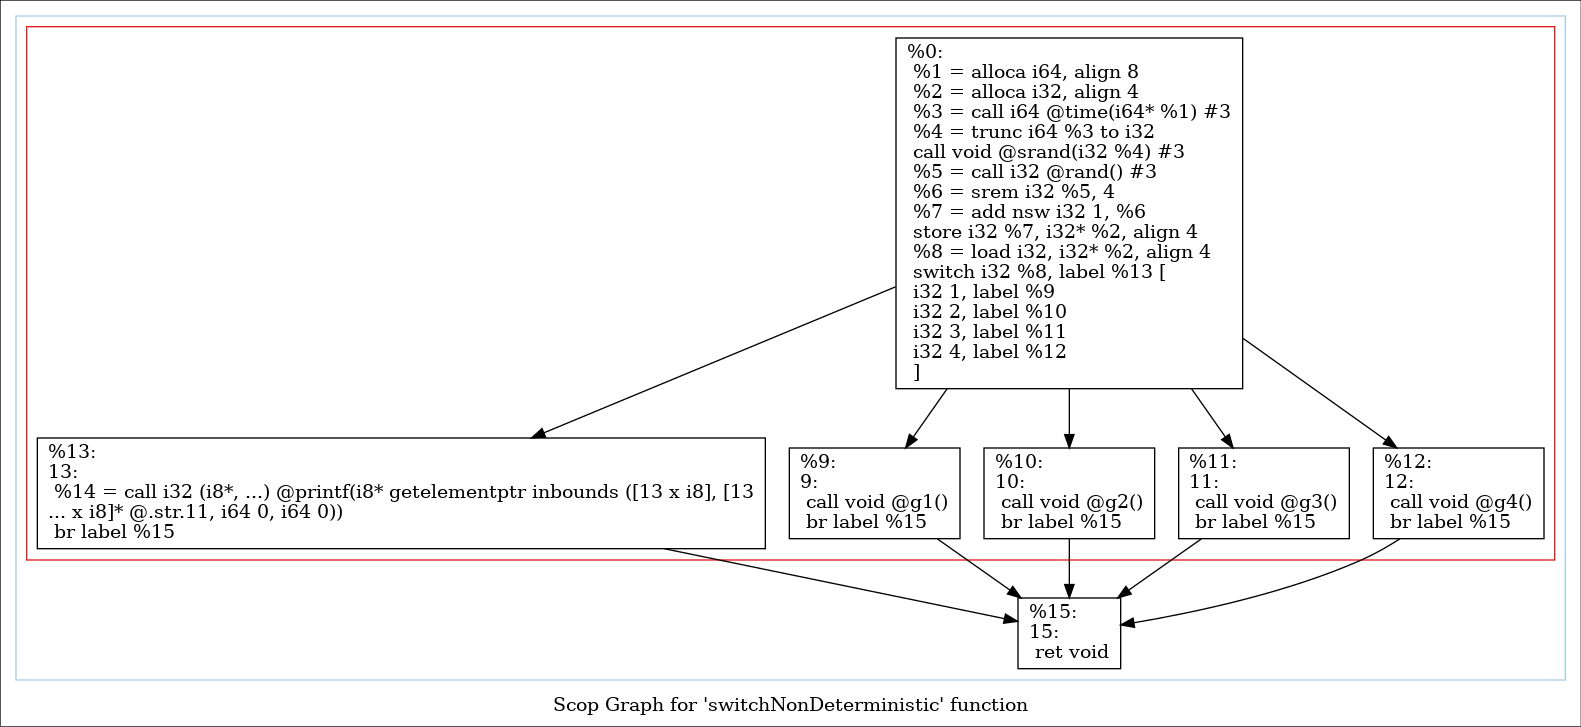 %0:
%1 = alloca i64, align 8
%2 = alloca i32, align 4
%3 = call i64 @time(i64* %1) #3
%4 = trunc i64 %3 to i32
call void @srand(i32 %4) #3
%5 = call i32 @rand() #3
%6 = srem i32 %5, 4
%7 = add nsw i32 1, %6
store i32 %7, i32* %2, align 4
%8 = load i32, i32* %2, align 4
switch i32 %8, label %13 [
i32 1, label %9
i32 2, label %10
i32 3, label %11
i32 4, label %12
]
%13:
13:
%14 = call i32 (i8*, ...) @printf(i8* getelementptr inbounds ([13 x i8], [13
... x i8]* @.str.11, i64 0, i64 0))
br label %15
%9:
9:
call void @g1()
br label %15
%10:
10:
call void @g2()
br label %15
%11:
11:
call void @g3()
br label %15
%12:
12:
call void @g4()
br label %15
%15:
15:
ret void
Scop Graph for 'switchNonDeterministic' function